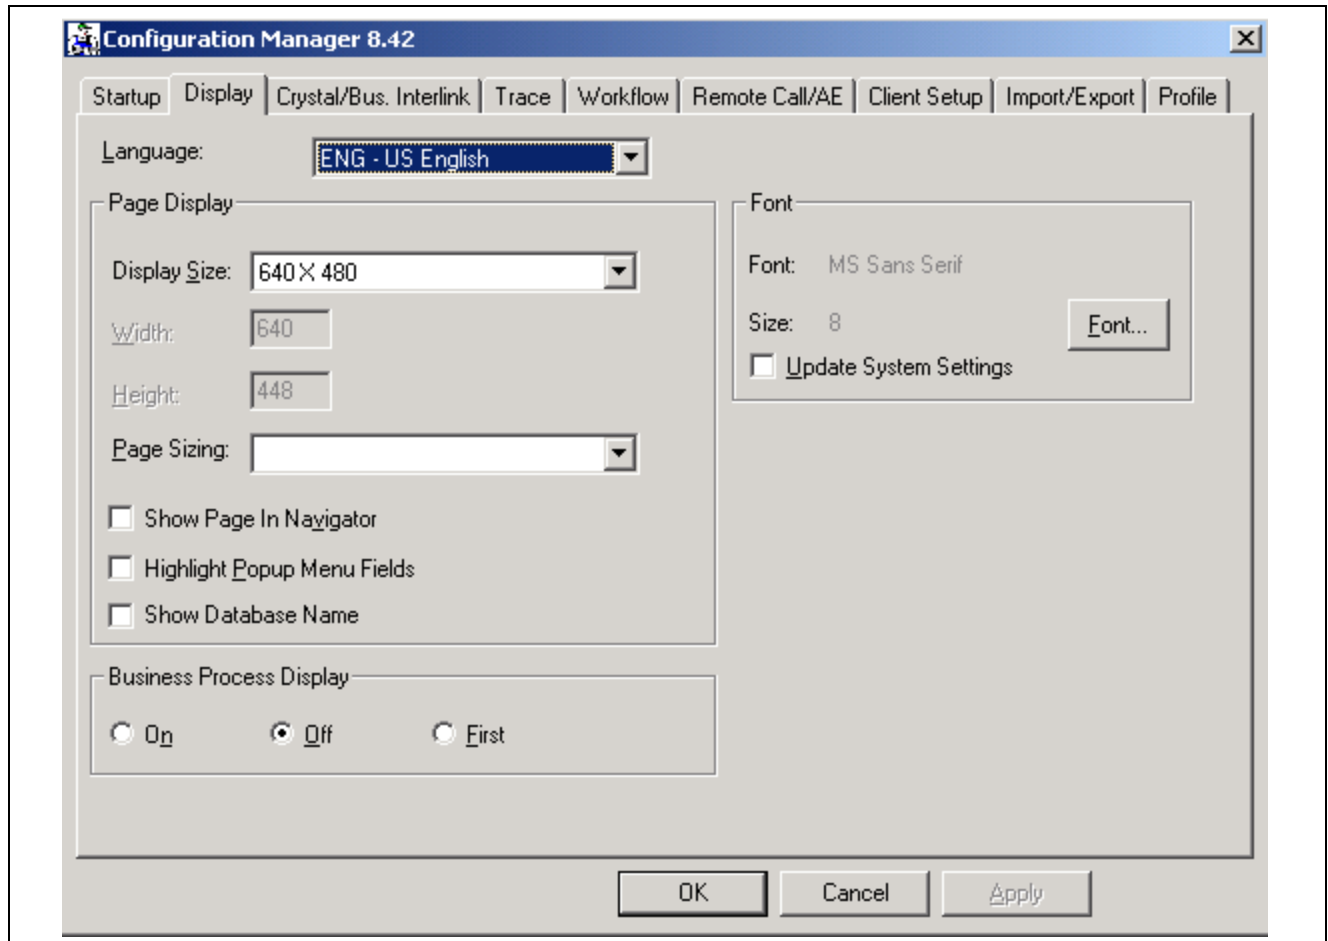 Configuration Manager 8.42
Startup Display Crystal/Bus. Interlink Trace Workflow Remote Call/AE Client Setup Import/Export Profile
Language: ENG - US English
Page Display
Display Size: 640 X 480
Width: 640
Height: 448
Page Sizing:
Show Page In Navigator
Highlight Popup Menu Fields
Show Database Name
Font
Font: MS Sans Serif
Size: 8
Font...
Update System Settings
Business Process Display
On Off First
OK Cancel Apply